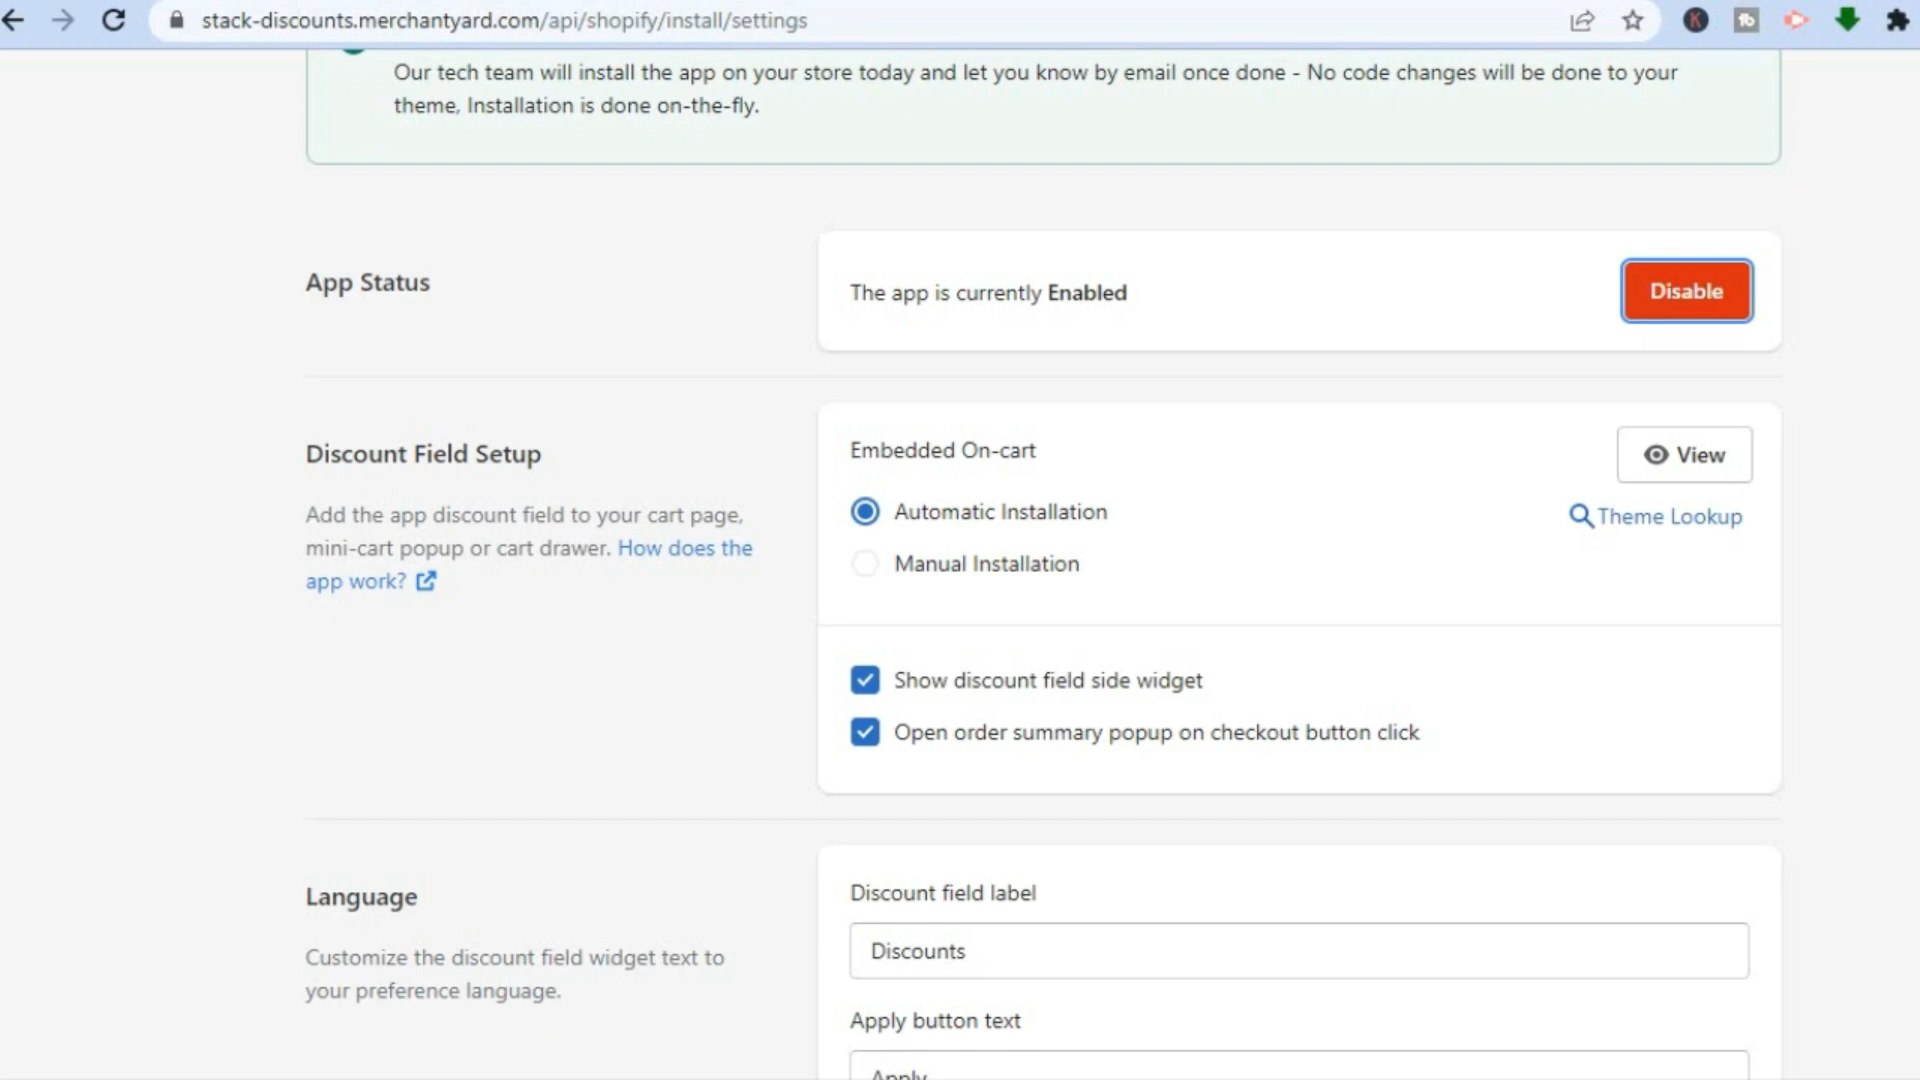 stack-discounts.merchantyard.com/api/shopify/install/settings
Our tech team will install the app on your store today and let you know by email once done - No code changes will be done to your
theme, Installation is done on-the-fly.
App Status
The app is currently Enabled
Disable
Discount Field Setup
Add the app discount field to your cart page,
mini-cart popup or cart drawer. How does the
app work?
Embedded On-cart
View
Automatic Installation
Theme Lookup
Manual Installation
Show discount field side widget
Open order summary popup on checkout button click
Language
Customize the discount field widget text to
your preference language.
Discount field label
Discounts
Apply button text
Apply